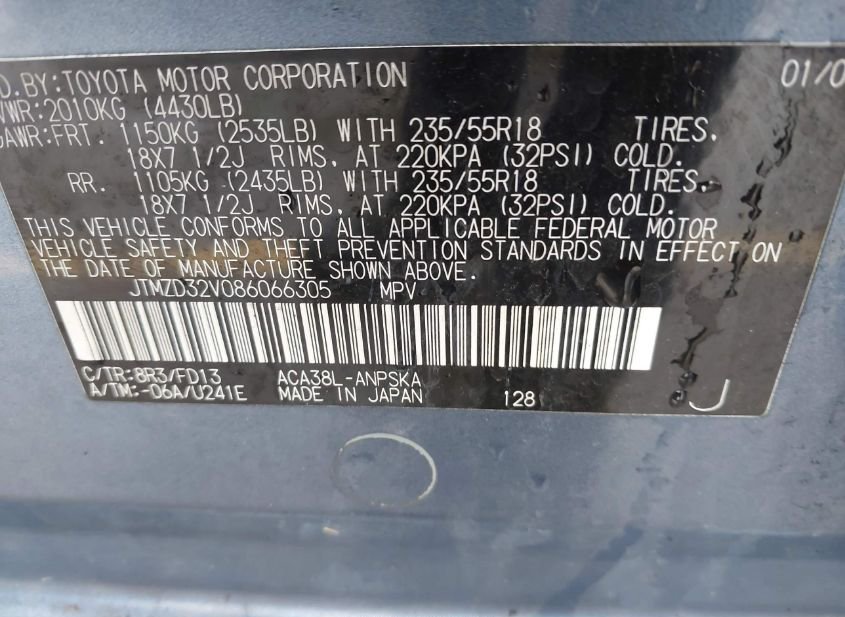 D. BY: TOYOTA MOTOR CORPORATION 01/0
VWR: 2010KG (4430LB)
GAWR: FRT. 1150KG (2535LB) WITH 235/55R18 TIRES,
18X7 1/2J RIMS, AT 220KPA (32PSI) COLD.
RR. 1105KG (2435LB) WITH 235/55R18 TIRES,
18X7 1/2J RIMS, AT 220KPA (32PSI) COLD.
THIS VEHICLE CONFORMS TO ALL APPLICABLE FEDERAL MOTOR
VEHICLE SAFETY AND THEFT PREVENTION STANDARDS IN EFFECT ON
THE DATE OF MANUFACTURE SHOWN ABOVE.
JTMZD32V086066305 MPV
C/TR: 8R3/FD13 ACA38L-ANPSKA
A/TM: -06A/U241E MADE IN JAPAN 128 J